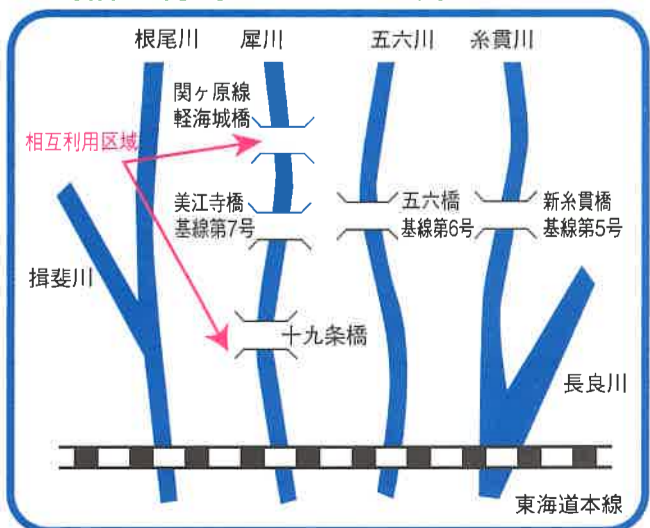 根尾川
犀川
五六川
糸貫川
関ヶ原線
軽海城橋
相互利用区域
美江寺橋
基線第7号
五六橋
基線第6号
新糸貫橋
基線第5号
揖斐川
十九条橋
長良川
東海道本線